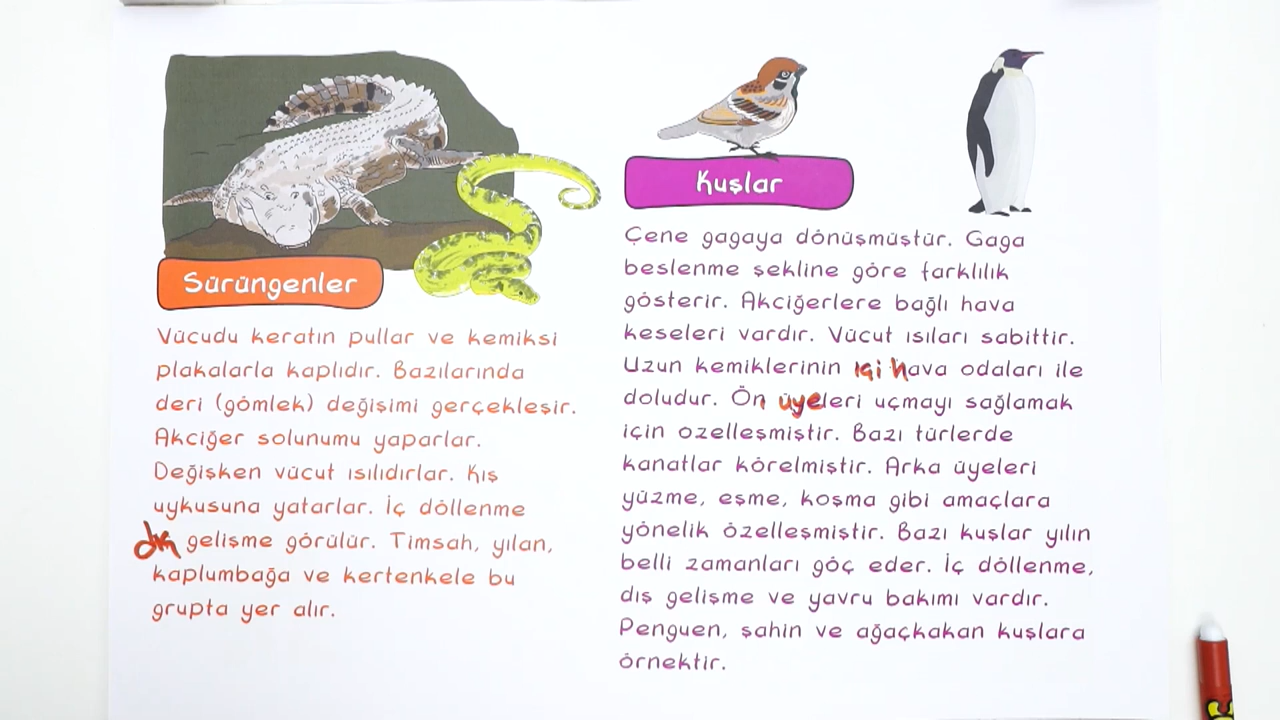 Sürüngenler
Vücudu keratin pullar ve kemiksi
plakalarla kaplıdır. Bazılarında
deri (gömlek) değişimi gerçekleşir.
Akciğer solunumu yaparlar.
Değişken vücut ısılıdırlar. Kış
uykusuna yatarlar. İç döllenme
dış gelişme görülür. Timsah, yılan,
kaplumbağa ve kertenkele bu
grupta yer alır.
Kuşlar
Çene gagaya dönüşmüştür. Gaga
beslenme şekline göre farklılık
gösterir. Akciğerlere bağlı hava
keseleri vardır. Vücut ısıları sabittir.
Uzun kemiklerinin içi hava odaları ile
doludur. Ön üyeleri uçmayı sağlamak
için özelleşmiştir. Bazı türlerde
kanatlar körelmiştir. Arka üyeleri
yüzme, eşme, koşma gibi amaçlara
yönelik özelleşmiştir. Bazı kuşlar yılın
belli zamanları göç eder. İç döllenme,
dış gelişme ve yavru bakımı vardır.
Penguen, şahin ve ağaçkakan kuşlara
örnektir.